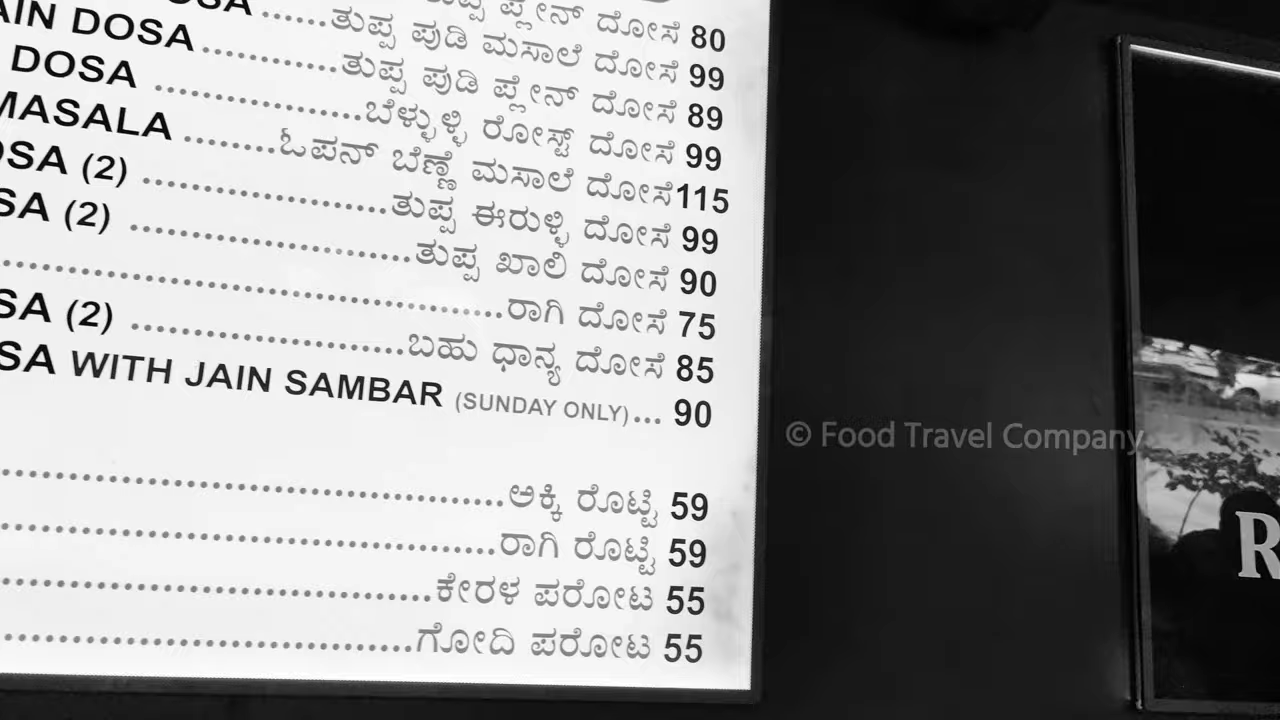 ಪ್ಲೇನ್ ದೋಸೆ 80
ತುಪ್ಪ ಪುಡಿ ಮಸಾಲೆ ದೋಸೆ 99
AIN DOSA ........... ತುಪ್ಪ ಪುಡಿ ಪ್ಲೇನ್ ದೋಸೆ 89
DOSA ................. ಬೆಳ್ಳುಳ್ಳಿ ರೋಸ್ಟ್ ದೋಸೆ 99
MASALA ........ ಓಪನ್ ಬೆಣ್ಣೆ ಮಸಾಲೆ ದೋಸೆ 115
OSA (2) .................... ತುಪ್ಪ ಈರುಳ್ಳಿ ದೋಸೆ 99
SA (2) ....................... ತುಪ್ಪ ಖಾಲಿ ದೋಸೆ 90
........................................ ರಾಗಿ ದೋಸೆ 75
SA (2) ...................... ಬಹು ಧಾನ್ಯ ದೋಸೆ 85
SA WITH JAIN SAMBAR (SUNDAY ONLY)... 90
........................................ ಅಕ್ಕಿ ರೊಟ್ಟಿ 59
........................................ ರಾಗಿ ರೊಟ್ಟಿ 59
.................................. ಕೇರಳ ಪರೋಟ 55
................................. ಗೋದಿ ಪರೋಟ 55
© Food Travel Company
R